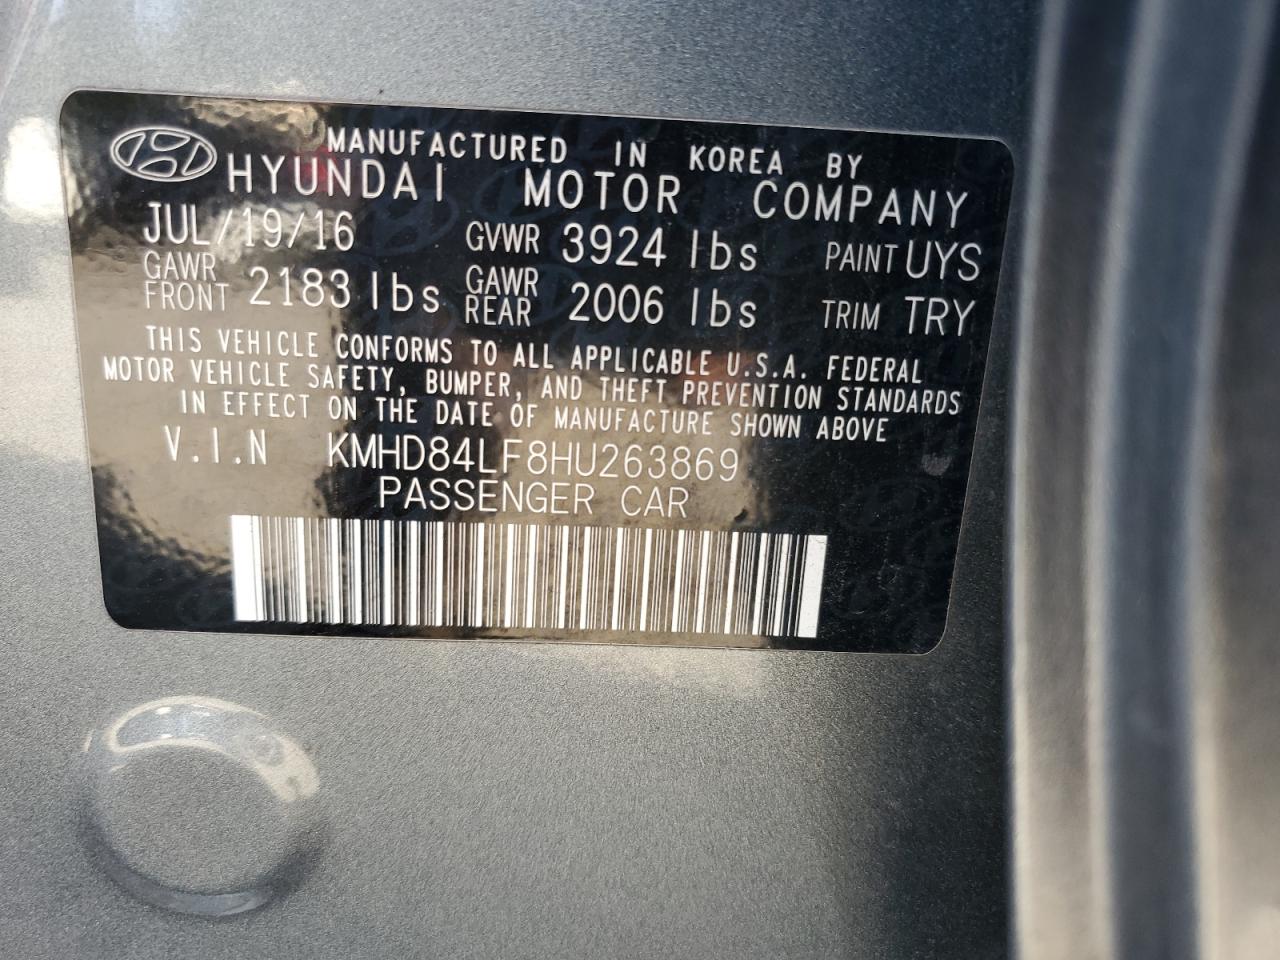 MANUFACTURED IN KOREA BY
HYUNDAI MOTOR COMPANY
JUL/19/16 GVWR 3924 lbs PAINT UYS
GAWR FRONT 2183 lbs GAWR REAR 2006 lbs TRIM TRY
THIS VEHICLE CONFORMS TO ALL APPLICABLE U.S.A. FEDERAL
MOTOR VEHICLE SAFETY, BUMPER, AND THEFT PREVENTION STANDARDS
IN EFFECT ON THE DATE OF MANUFACTURE SHOWN ABOVE
V.I.N KMHD84LF8HU263869
PASSENGER CAR